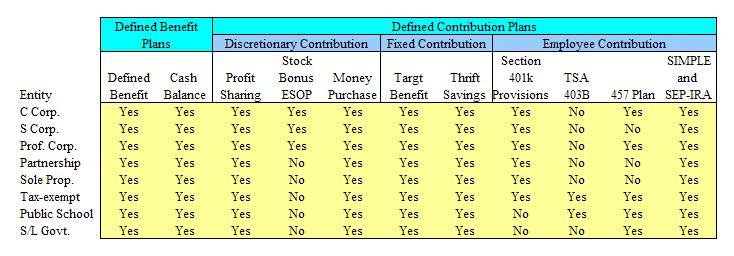 Defined Benefit Defined Contribution Plans
Plans Discretionary Contribution Fixed Contribution Employee Contribution
Stock Section SIMPLE
Defined Cash Profit Bonus Money Targt Thrift 401k TSA and
Entity Benefit Balance Sharing ESOP Purchase Benefit Savings Provisions 403B 457 Plan SEP-IRA
C Corp. Yes Yes Yes Yes Yes Yes Yes Yes No Yes Yes
S Corp. Yes Yes Yes Yes Yes Yes Yes Yes No No Yes
Prof. Corp. Yes Yes Yes Yes Yes Yes Yes Yes No Yes Yes
Partnership Yes Yes Yes No Yes Yes Yes Yes No No Yes
Sole Prop. Yes Yes Yes No Yes Yes Yes Yes No No Yes
Tax-exempt Yes Yes Yes No Yes Yes Yes Yes Yes Yes Yes
Public School Yes Yes Yes No Yes Yes Yes No Yes Yes Yes
S/L Govt. Yes Yes Yes No Yes Yes Yes No No Yes Yes